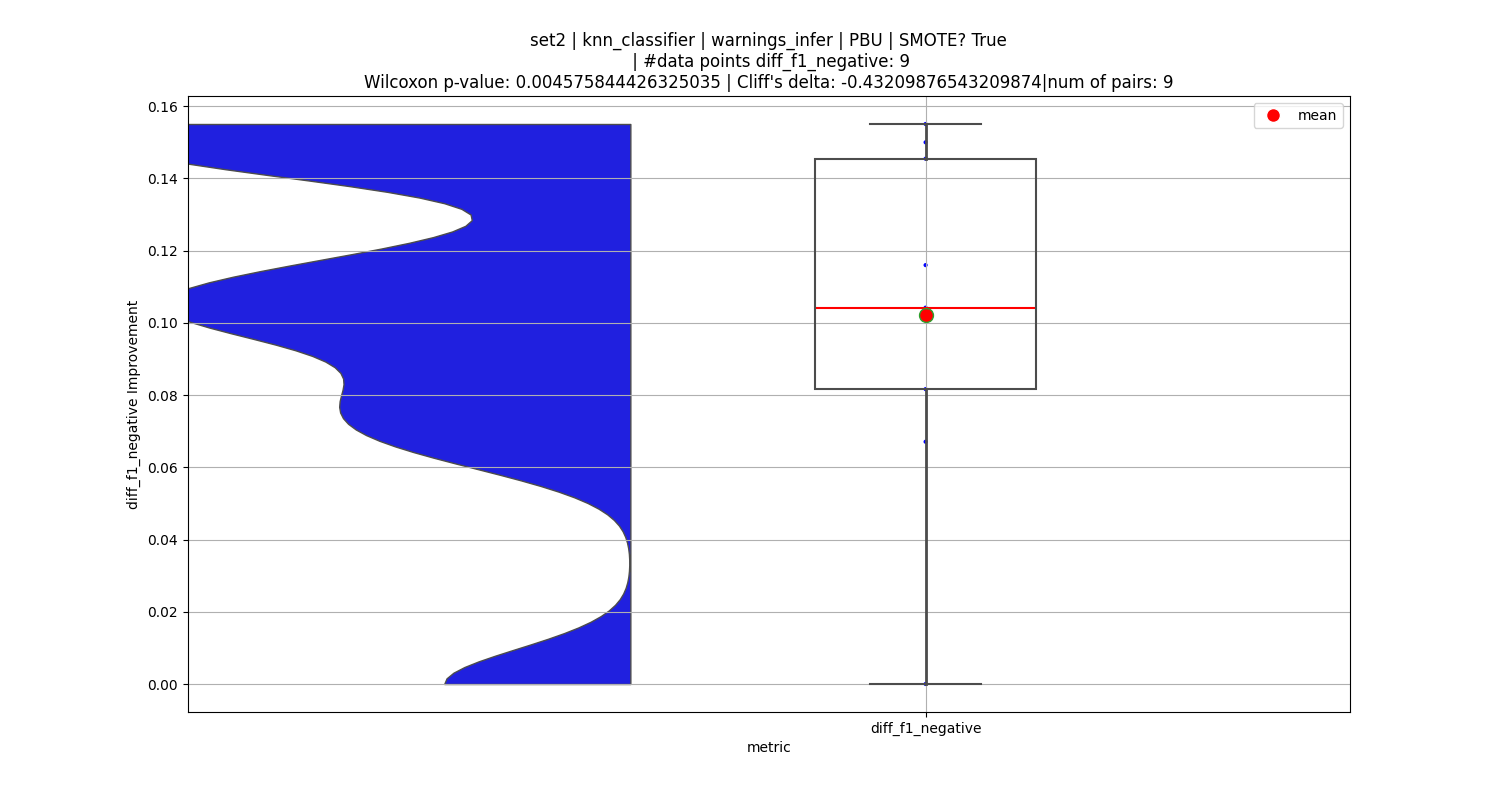 set2 | knn_classifier | warnings_infer | PBU | SMOTE? True
| #data points diff_f1_negative: 9
Wilcoxon p-value: 0.004575844426325035 | Cliff's delta: -0.43209876543209874|num of pairs: 9
mean
0.16
0.14
0.12
0.10
0.08
0.06
0.04
0.02
0.00
diff_f1_negative Improvement
diff_f1_negative
metric